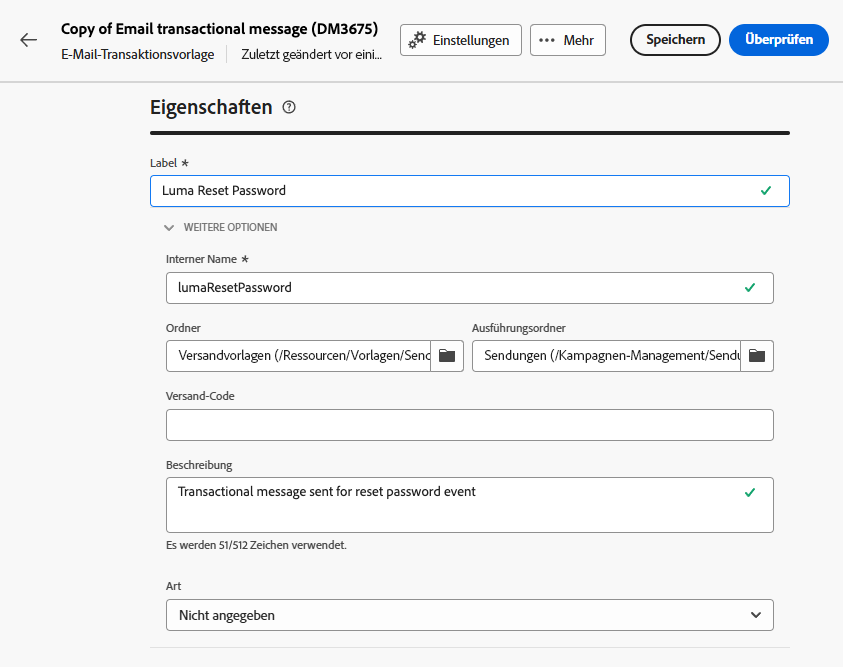 Copy of Email transactional message (DM3675)
E-Mail-Transaktionsvorlage
Zuletzt geändert vor eini...
Einstellungen
Mehr
Speichern
Überprüfen
Eigenschaften
Label *
Luma Reset Password
WEITERE OPTIONEN
Interner Name *
lumaResetPassword
Ordner
Ausführungsordner
Versandvorlagen (/Ressourcen/Vorlagen/Senc
Sendungen (/Kampagnen-Management/Sendu
Versand-Code
Beschreibung
Transactional message sent for reset password event
Es werden 51/512 Zeichen verwendet.
Art
Nicht angegeben